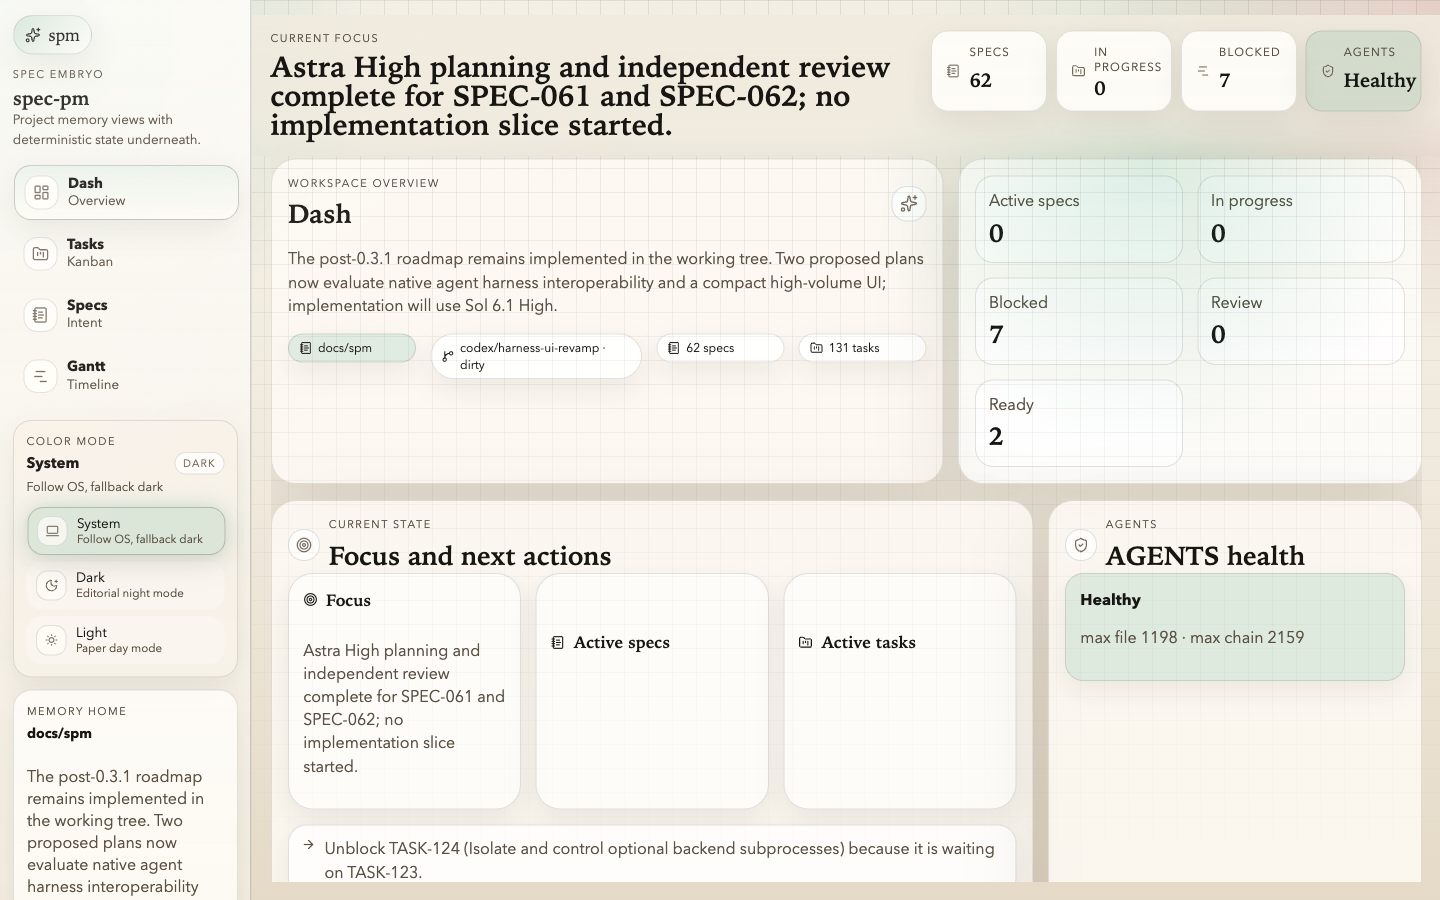 spm
SPEC EMBRYO
spec-pm
Project memory views with
deterministic state underneath.
Dash
Overview
Tasks
Kanban
Specs
Intent
Gantt
Timeline
COLOR MODE
System
DARK
Follow OS, fallback dark
System
Follow OS, fallback dark
Dark
Editorial night mode
Light
Paper day mode
MEMORY HOME
docs/spm
The post-0.3.1 roadmap
remains implemented in
the working tree. Two
proposed plans now
evaluate native agent
harness interoperability
CURRENT FOCUS
Astra High planning and independent review
complete for SPEC-061 and SPEC-062; no
implementation slice started.
SPECS
62
IN
PROGRESS
0
BLOCKED
7
AGENTS
Healthy
WORKSPACE OVERVIEW
Dash
The post-0.3.1 roadmap remains implemented in the working tree. Two proposed plans
now evaluate native agent harness interoperability and a compact high-volume UI;
implementation will use Sol 6.1 High.
docs/spm
codex/harness-ui-revamp ·
dirty
62 specs
131 tasks
Active specs
0
In progress
0
Blocked
7
Review
0
Ready
2
CURRENT STATE
Focus and next actions
Focus
Astra High planning and
independent review
complete for SPEC-061 and
SPEC-062; no
implementation slice
started.
Active specs
Active tasks
Unblock TASK-124 (Isolate and control optional backend subprocesses) because it is waiting
on TASK-123.
AGENTS
AGENTS health
Healthy
max file 1198 · max chain 2159